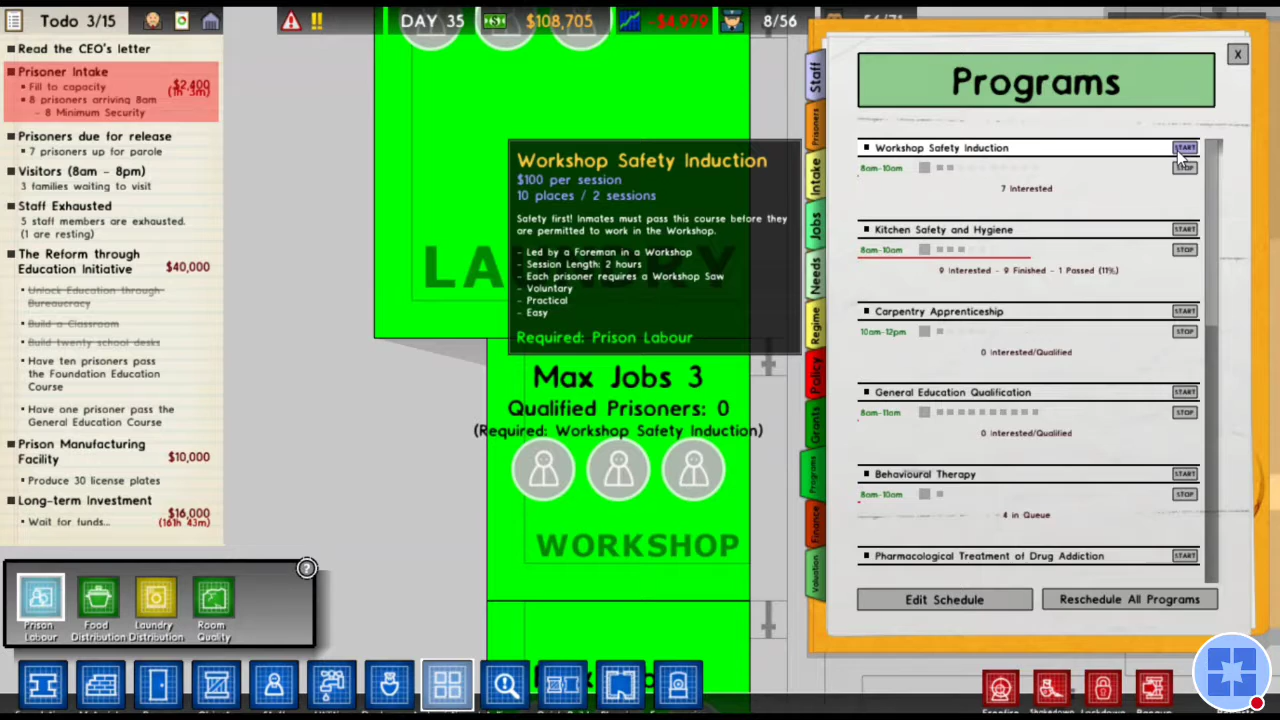 Todo 3/15
DAY 35
$108,705
-$4,979
8/56
Read the CEO's letter
Prisoner Intake
$2,400
Fill to capacity
(1h 3m)
8 prisoners arriving 8am
- 8 Minimum Security
Prisoners due for release
7 prisoners up for parole
Visitors (8am - 8pm)
3 families waiting to visit
Staff Exhausted
5 staff members are exhausted.
(1 are resting)
The Reform through
Education Initiative
$40,000
Unlock Education through
Bureaucracy
Build a Classroom
Build twenty school desks
Have ten prisoners pass
the Foundation Education
Course
Have one prisoner pass the
General Education Course
Prison Manufacturing
Facility
$10,000
Produce 30 license plates
Long-term Investment
$16,000
Wait for funds...
(161h 43m)
?
Prison
Labour
Food
Distribution
Laundry
Distribution
Room
Quality
Workshop Safety Induction
$100 per session
10 places / 2 sessions
Safety first! Inmates must pass this course before they
are permitted to work in the Workshop.
- Led by a Foreman in a Workshop
- Session Length: 2 hours
- Each prisoner requires a Workshop Saw
- Voluntary
- Practical
- Easy
Required: Prison Labour
LAUNDRY
Max Jobs 3
Qualified Prisoners: 0
(Required: Workshop Safety Induction)
WORKSHOP
Staff
Prisoners
Intake
Jobs
Needs
Regime
Policy
Grants
Programs
Finance
Valuation
X
Programs
Workshop Safety Induction
START
8am-10am
STOP
7 Interested
Kitchen Safety and Hygiene
START
8am-10am
STOP
9 Interested - 9 Finished - 1 Passed (11%)
Carpentry Apprenticeship
START
10am-12pm
STOP
0 Interested/Qualified
General Education Qualification
START
8am-11am
STOP
0 Interested/Qualified
Behavioural Therapy
START
8am-10am
STOP
4 in Queue
Pharmacological Treatment of Drug Addiction
START
Edit Schedule
Reschedule All Programs
Shakedown
Lockdown